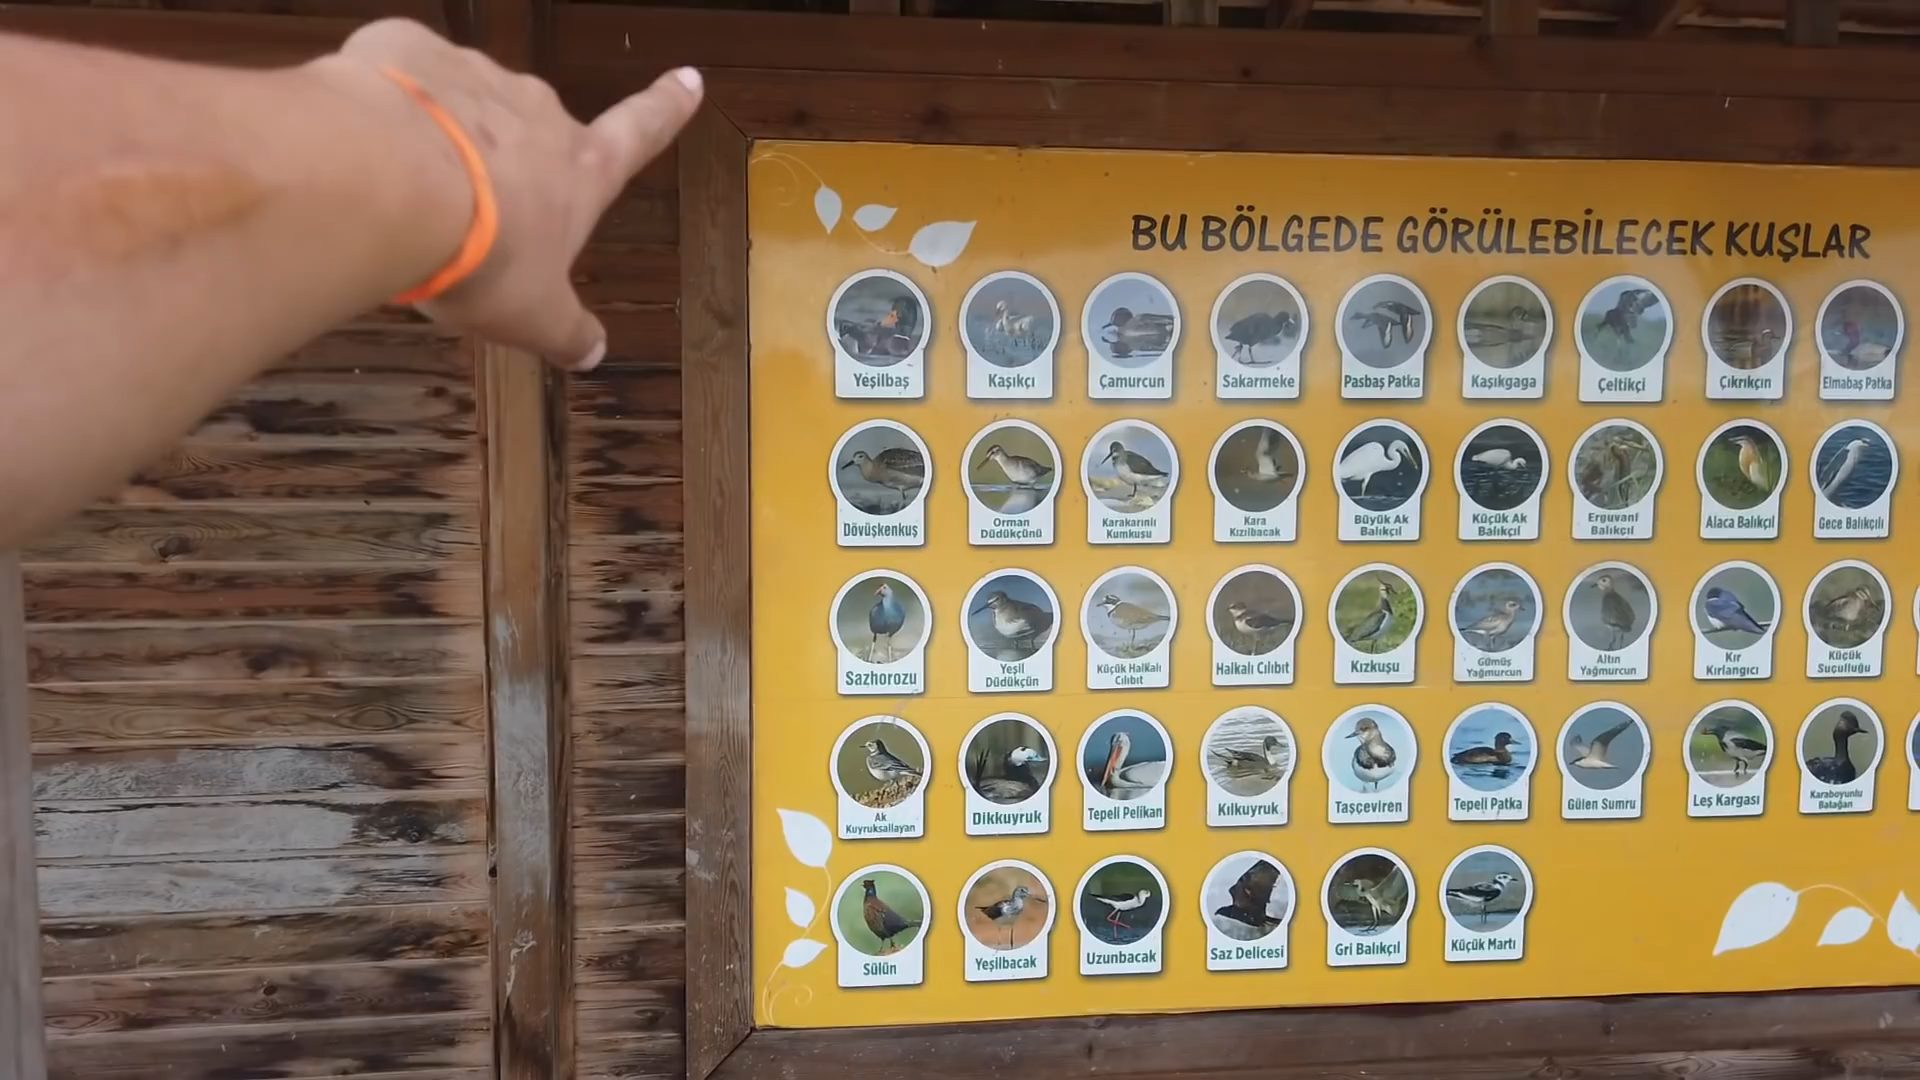 BU BÖLGEDE GÖRÜLEBİLECEK KUŞLAR
Yeşilbaş
Kaşıkçı
Çamurcun
Sakarmeke
Pasbaş Patka
Kaşıkgaga
Çeltikçi
Çıkrıkçın
Elmabaş Patka
Dövüşkenkuş
Orman
Düdükçünü
Karakarınlı
Kumkuşu
Kara
Kızılbacak
Büyük Ak
Balıkçıl
Küçük Ak
Balıkçıl
Erguvanî
Balıkçıl
Alaca Balıkçıl
Gece Balıkçılı
Sazhorozu
Yeşil
Düdükçün
Küçük Halkalı
Cılıbıt
Halkalı Cılıbıt
Kızkuşu
Gümüş
Yağmurcun
Altın
Yağmurcun
Kır
Kırlangıcı
Küçük
Suçulluğu
Ak
Kuyruksallayan
Dikkuyruk
Tepeli Pelikan
Kılkuyruk
Taşçeviren
Tepeli Patka
Gülen Sumru
Leş Kargası
Karaboyunlu
Batağan
Sülün
Yeşilbacak
Uzunbacak
Saz Delicesi
Gri Balıkçıl
Küçük Martı